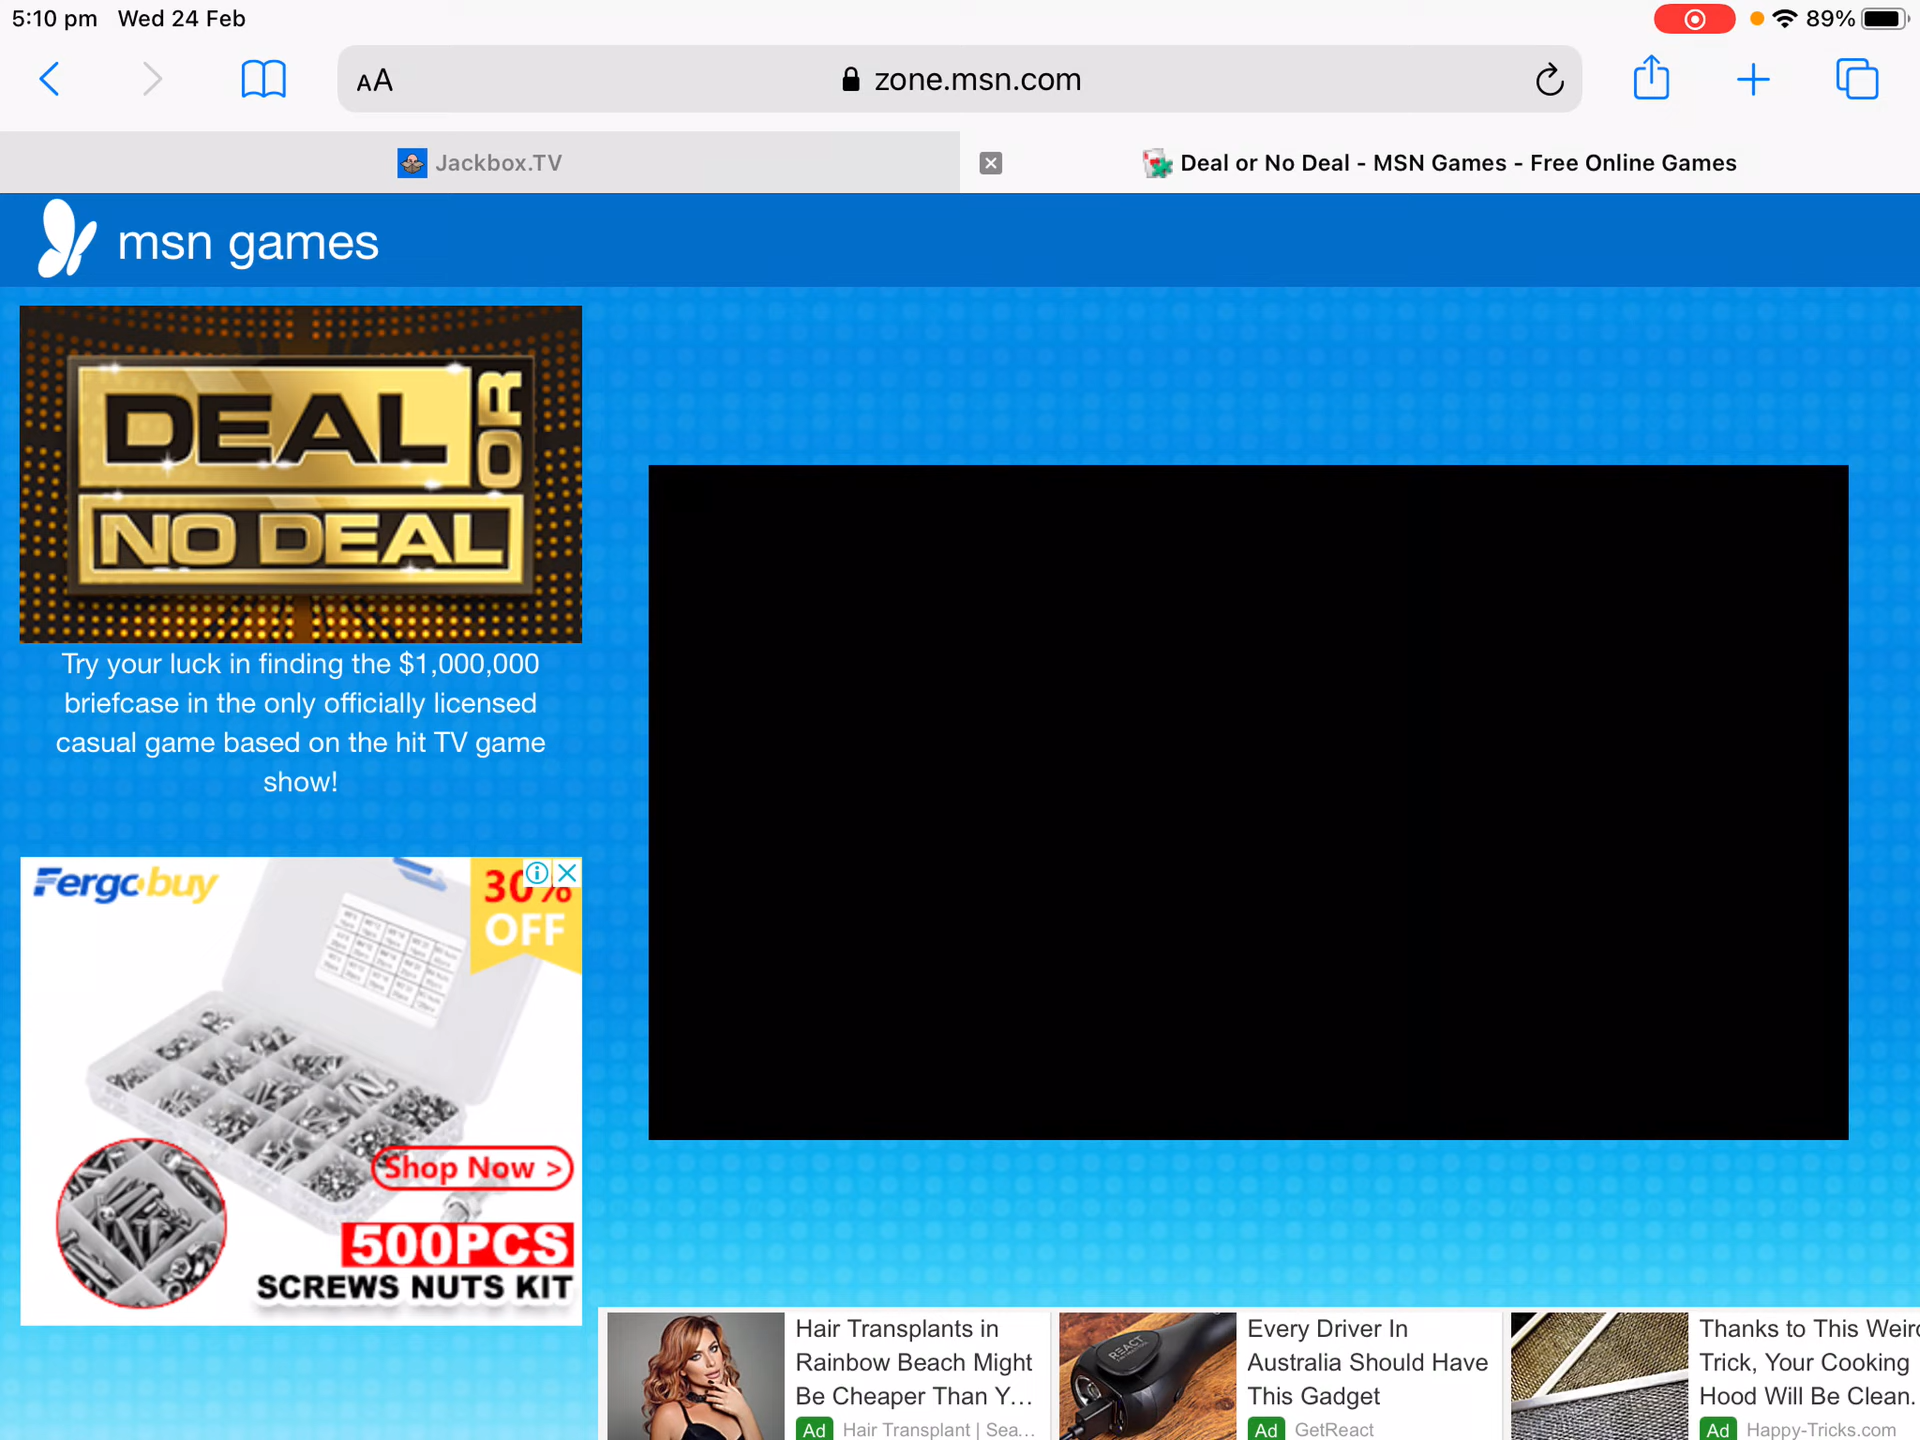 5:10 pm Wed 24 Feb
89%
AA
zone.msn.com
Jackbox.TV
Deal or No Deal - MSN Games - Free Online Games
msn games
DEAL OR
NO DEAL
Try your luck in finding the $1,000,000
briefcase in the only officially licensed
casual game based on the hit TV game
show!
Fergobuy
30%
OFF
Shop Now >
500PCS
SCREWS NUTS KIT
Hair Transplants in
Rainbow Beach Might
Be Cheaper Than Y...
Ad Hair Transplant | Sea...
REACT
Every Driver In
Australia Should Have
This Gadget
Ad GetReact
Thanks to This Weird
Trick, Your Cooking
Hood Will Be Clean.
Ad Happy-Tricks.com